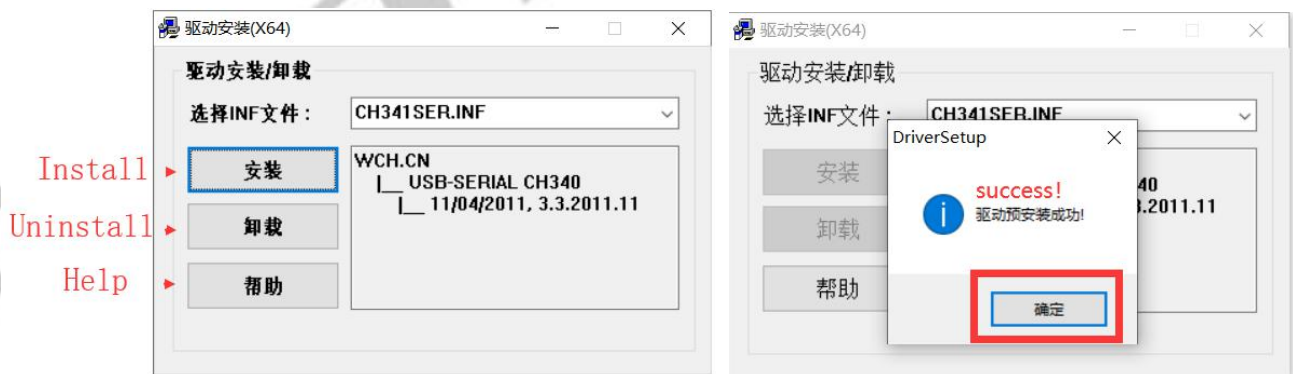 驱动安装(X64)
驱动安装/卸载
选择INF文件：
CH341SER.INF
Install
安装
WCH.CN
|__ USB-SERIAL CH340
|__ 11/04/2011, 3.3.2011.11
Uninstall
卸载
Help
帮助
驱动安装(X64)
驱动安装/卸载
选择INF文件：
CH341SER.INF
DriverSetup
安装
success!
驱动预安装成功!
40
3.2011.11
卸载
帮助
确定